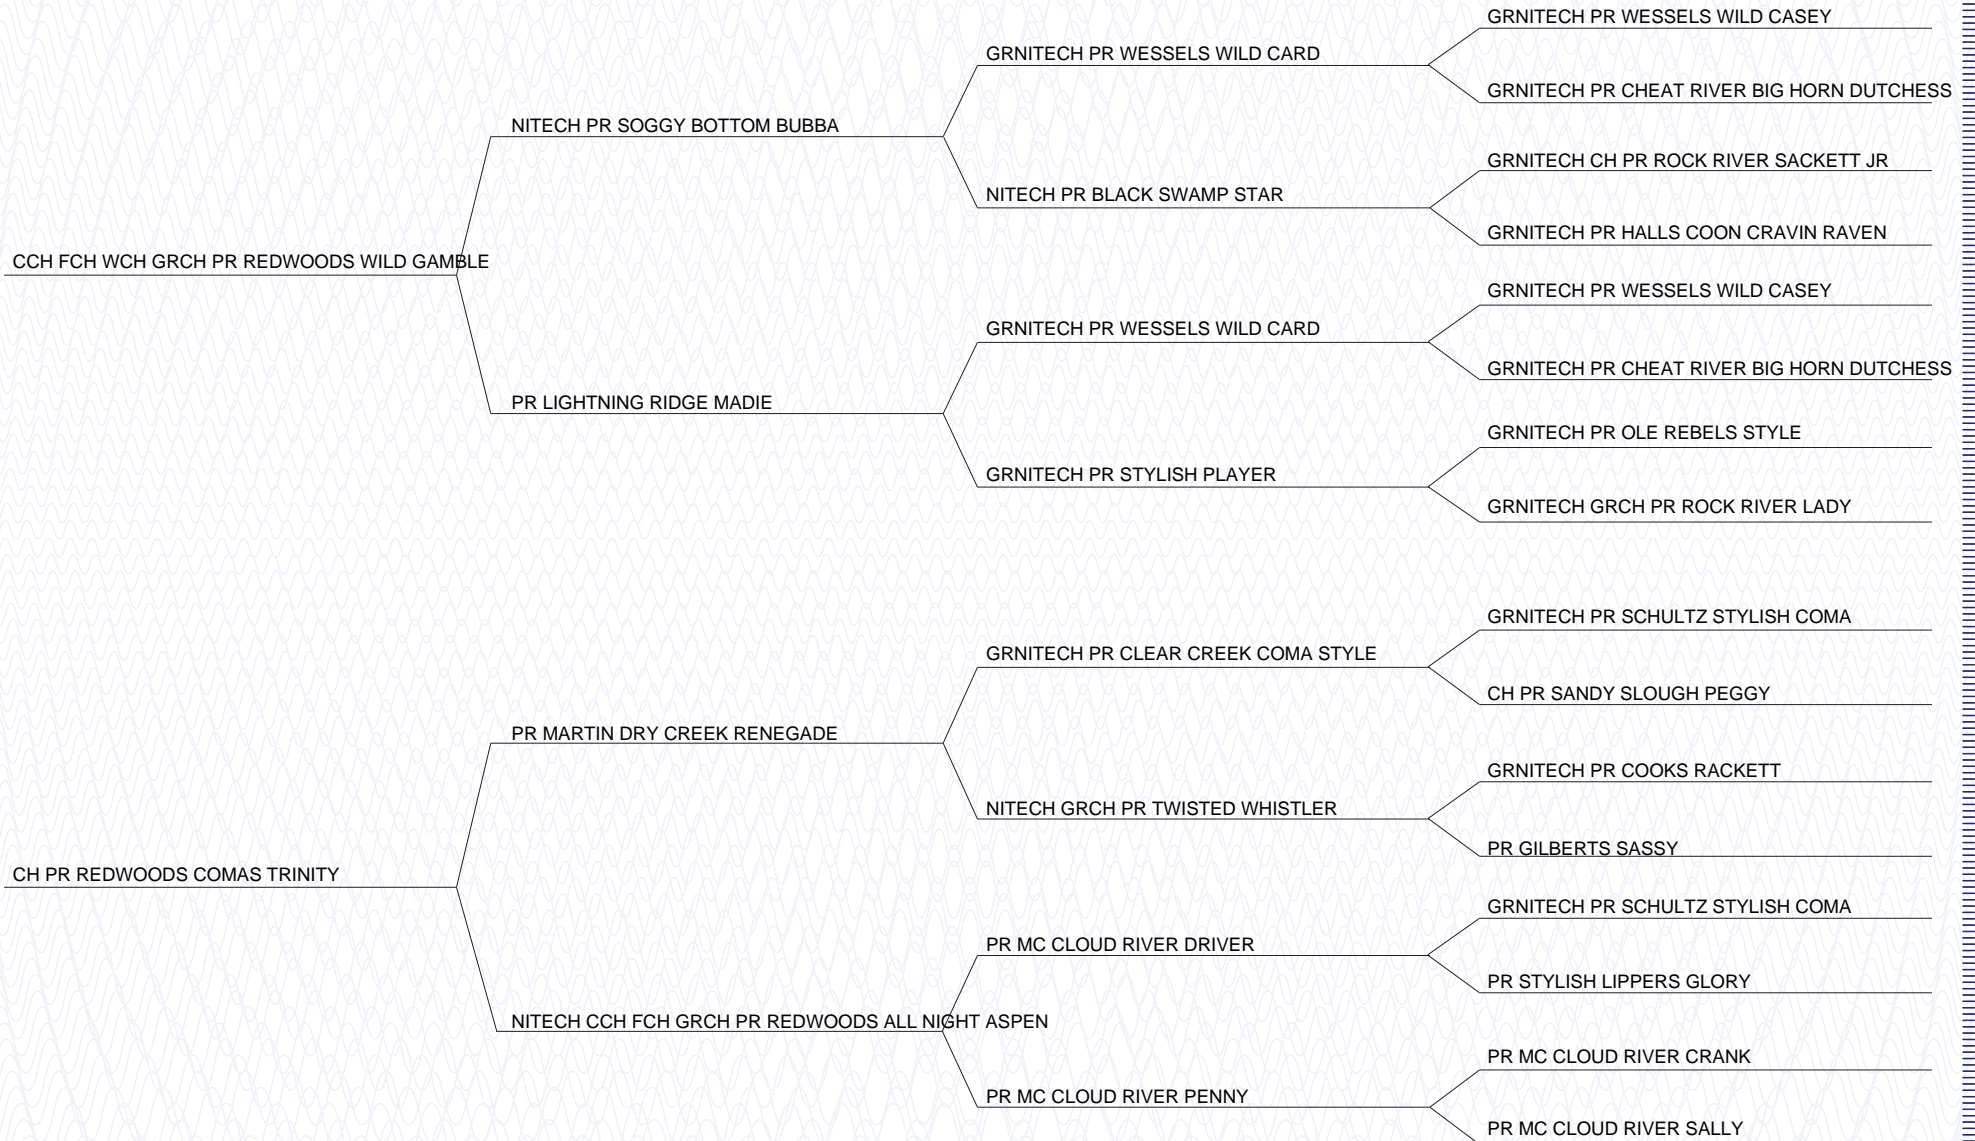 GRNITECH PR WESSELS WILD CASEY
GRNITECH PR WESSELS WILD CARD
GRNITECH PR CHEAT RIVER BIG HORN DUTCHESS
NITECH PR SOGGY BOTTOM BUBBA
GRNITECH CH PR ROCK RIVER SACKETT JR
NITECH PR BLACK SWAMP STAR
GRNITECH PR HALLS COON CRAVIN RAVEN
CCH FCH WCH GRCH PR REDWOODS WILD GAMBLE
GRNITECH PR WESSELS WILD CASEY
GRNITECH PR WESSELS WILD CARD
GRNITECH PR CHEAT RIVER BIG HORN DUTCHESS
PR LIGHTNING RIDGE MADIE
GRNITECH PR OLE REBELS STYLE
GRNITECH PR STYLISH PLAYER
GRNITECH GRCH PR ROCK RIVER LADY
GRNITECH PR SCHULTZ STYLISH COMA
GRNITECH PR CLEAR CREEK COMA STYLE
CH PR SANDY SLOUGH PEGGY
PR MARTIN DRY CREEK RENEGADE
GRNITECH PR COOKS RACKETT
NITECH GRCH PR TWISTED WHISTLER
PR GILBERTS SASSY
CH PR REDWOODS COMAS TRINITY
GRNITECH PR SCHULTZ STYLISH COMA
PR MC CLOUD RIVER DRIVER
PR STYLISH LIPPERS GLORY
NITECH CCH FCH GRCH PR REDWOODS ALL NIGHT ASPEN
PR MC CLOUD RIVER CRANK
PR MC CLOUD RIVER PENNY
PR MC CLOUD RIVER SALLY